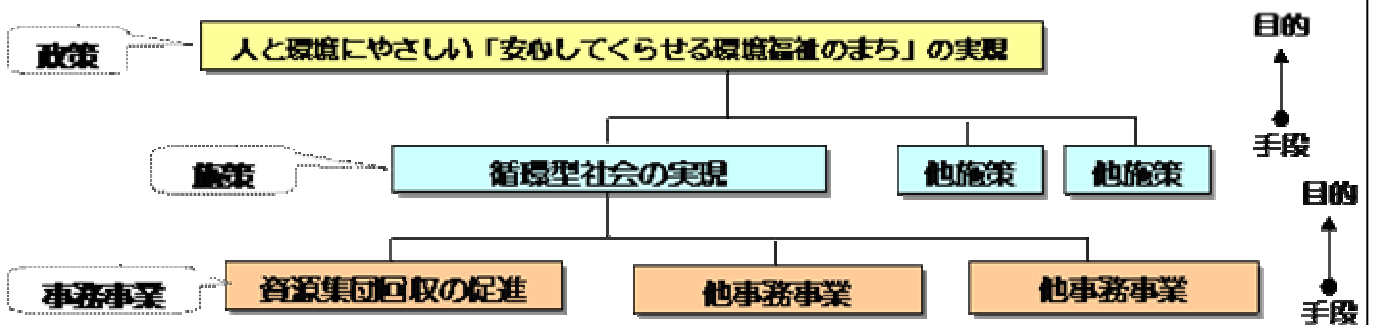 政策
人と環境にやさしい「安心してくらせる環境福祉のまち」の実現
目的
手段
施策
循環型社会の実現
他施策
他施策
目的
手段
事務事業
資源集団回収の促進
他事務事業
他事務事業